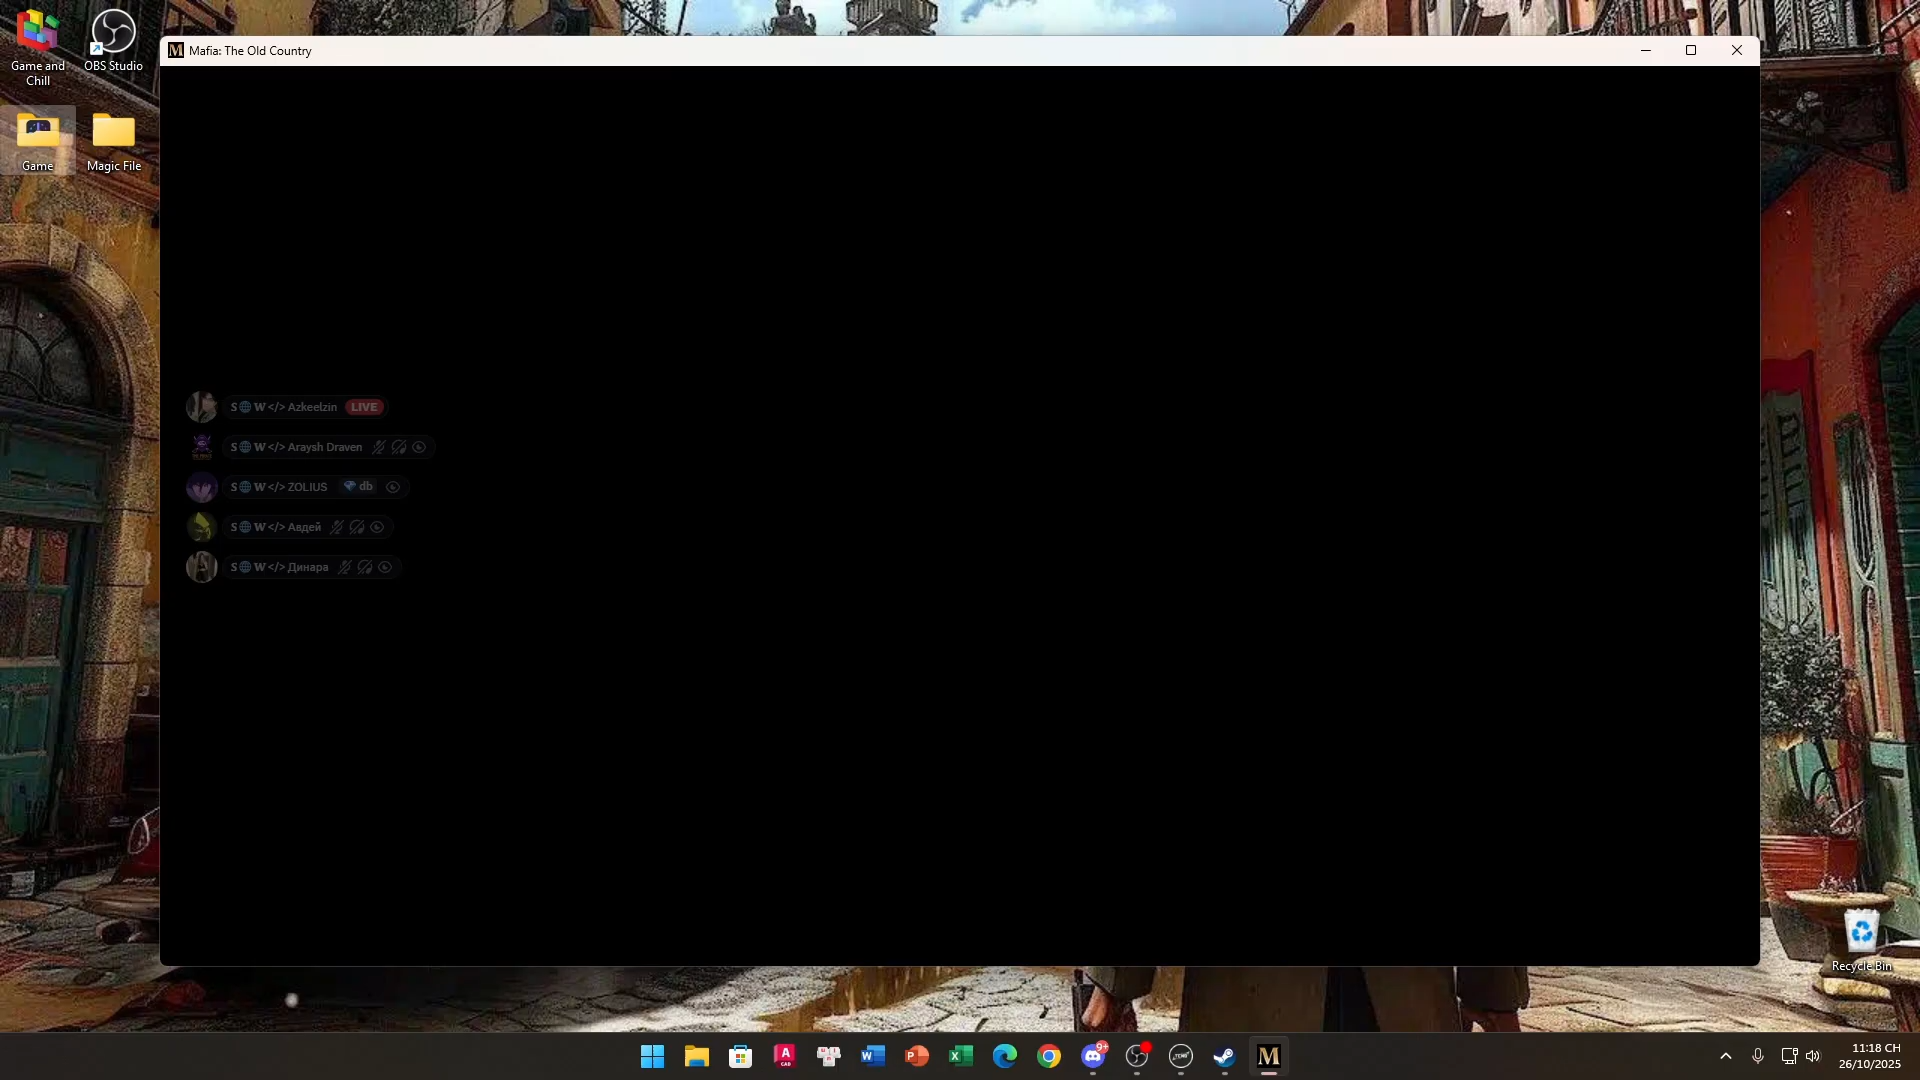 Game and
Chill
OBS Studio
Game
Magic File
Mafia: The Old Country
S🌐W</> Azkeelzin LIVE
S🌐W</> Araysh Draven
S🌐W</> ZOLIUS 💎 db
S🌐W</> Авдей
S🌐W</> Динара
Recycle Bin
9+
11:18 CH
26/10/2025